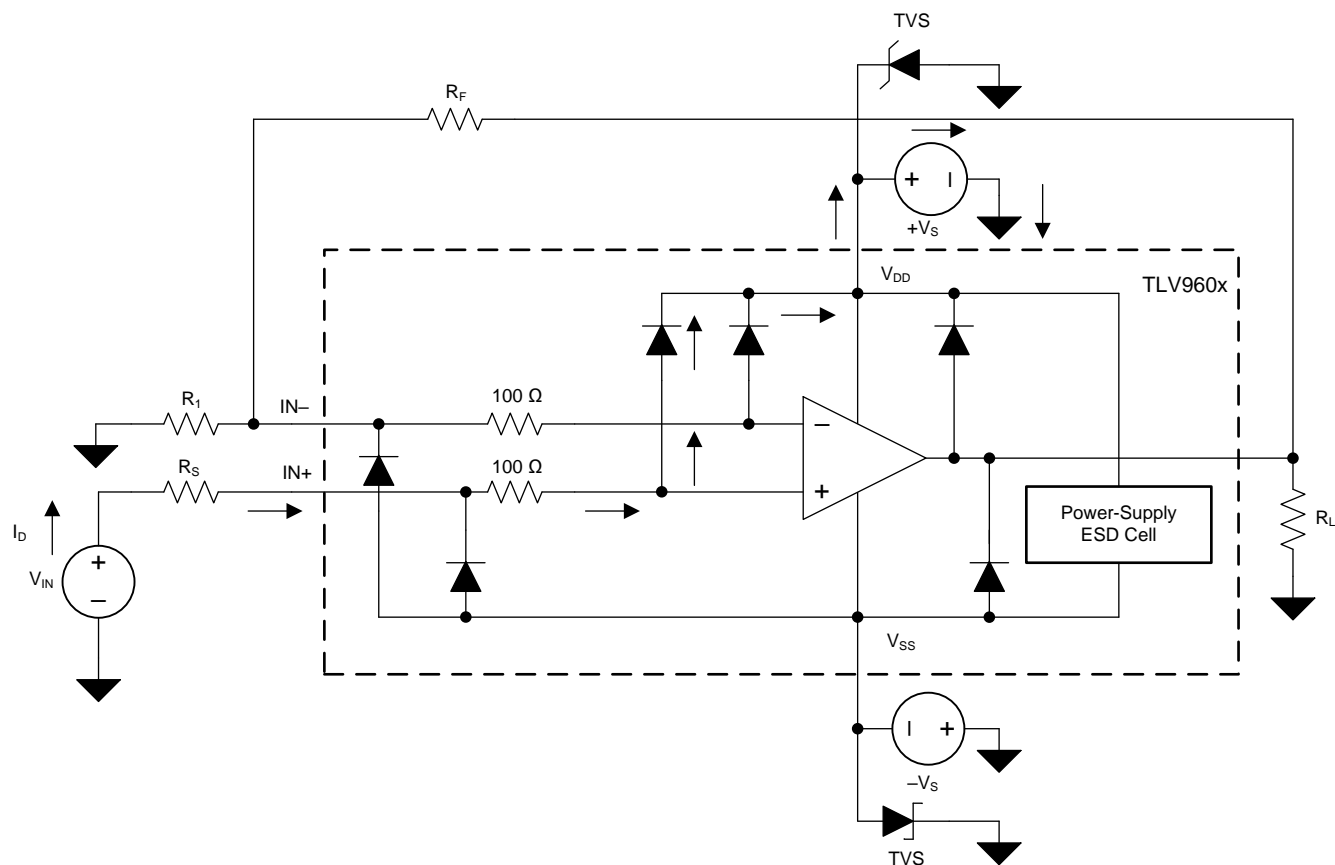 TVS
R_F
+ –
+V_S
V_DD
TLV960x
R_1
IN–
100 Ω
–
R_S
IN+
100 Ω
+
Power-Supply
ESD Cell
R_L
I_D
V_IN
+
–
V_SS
– +
–V_S
TVS